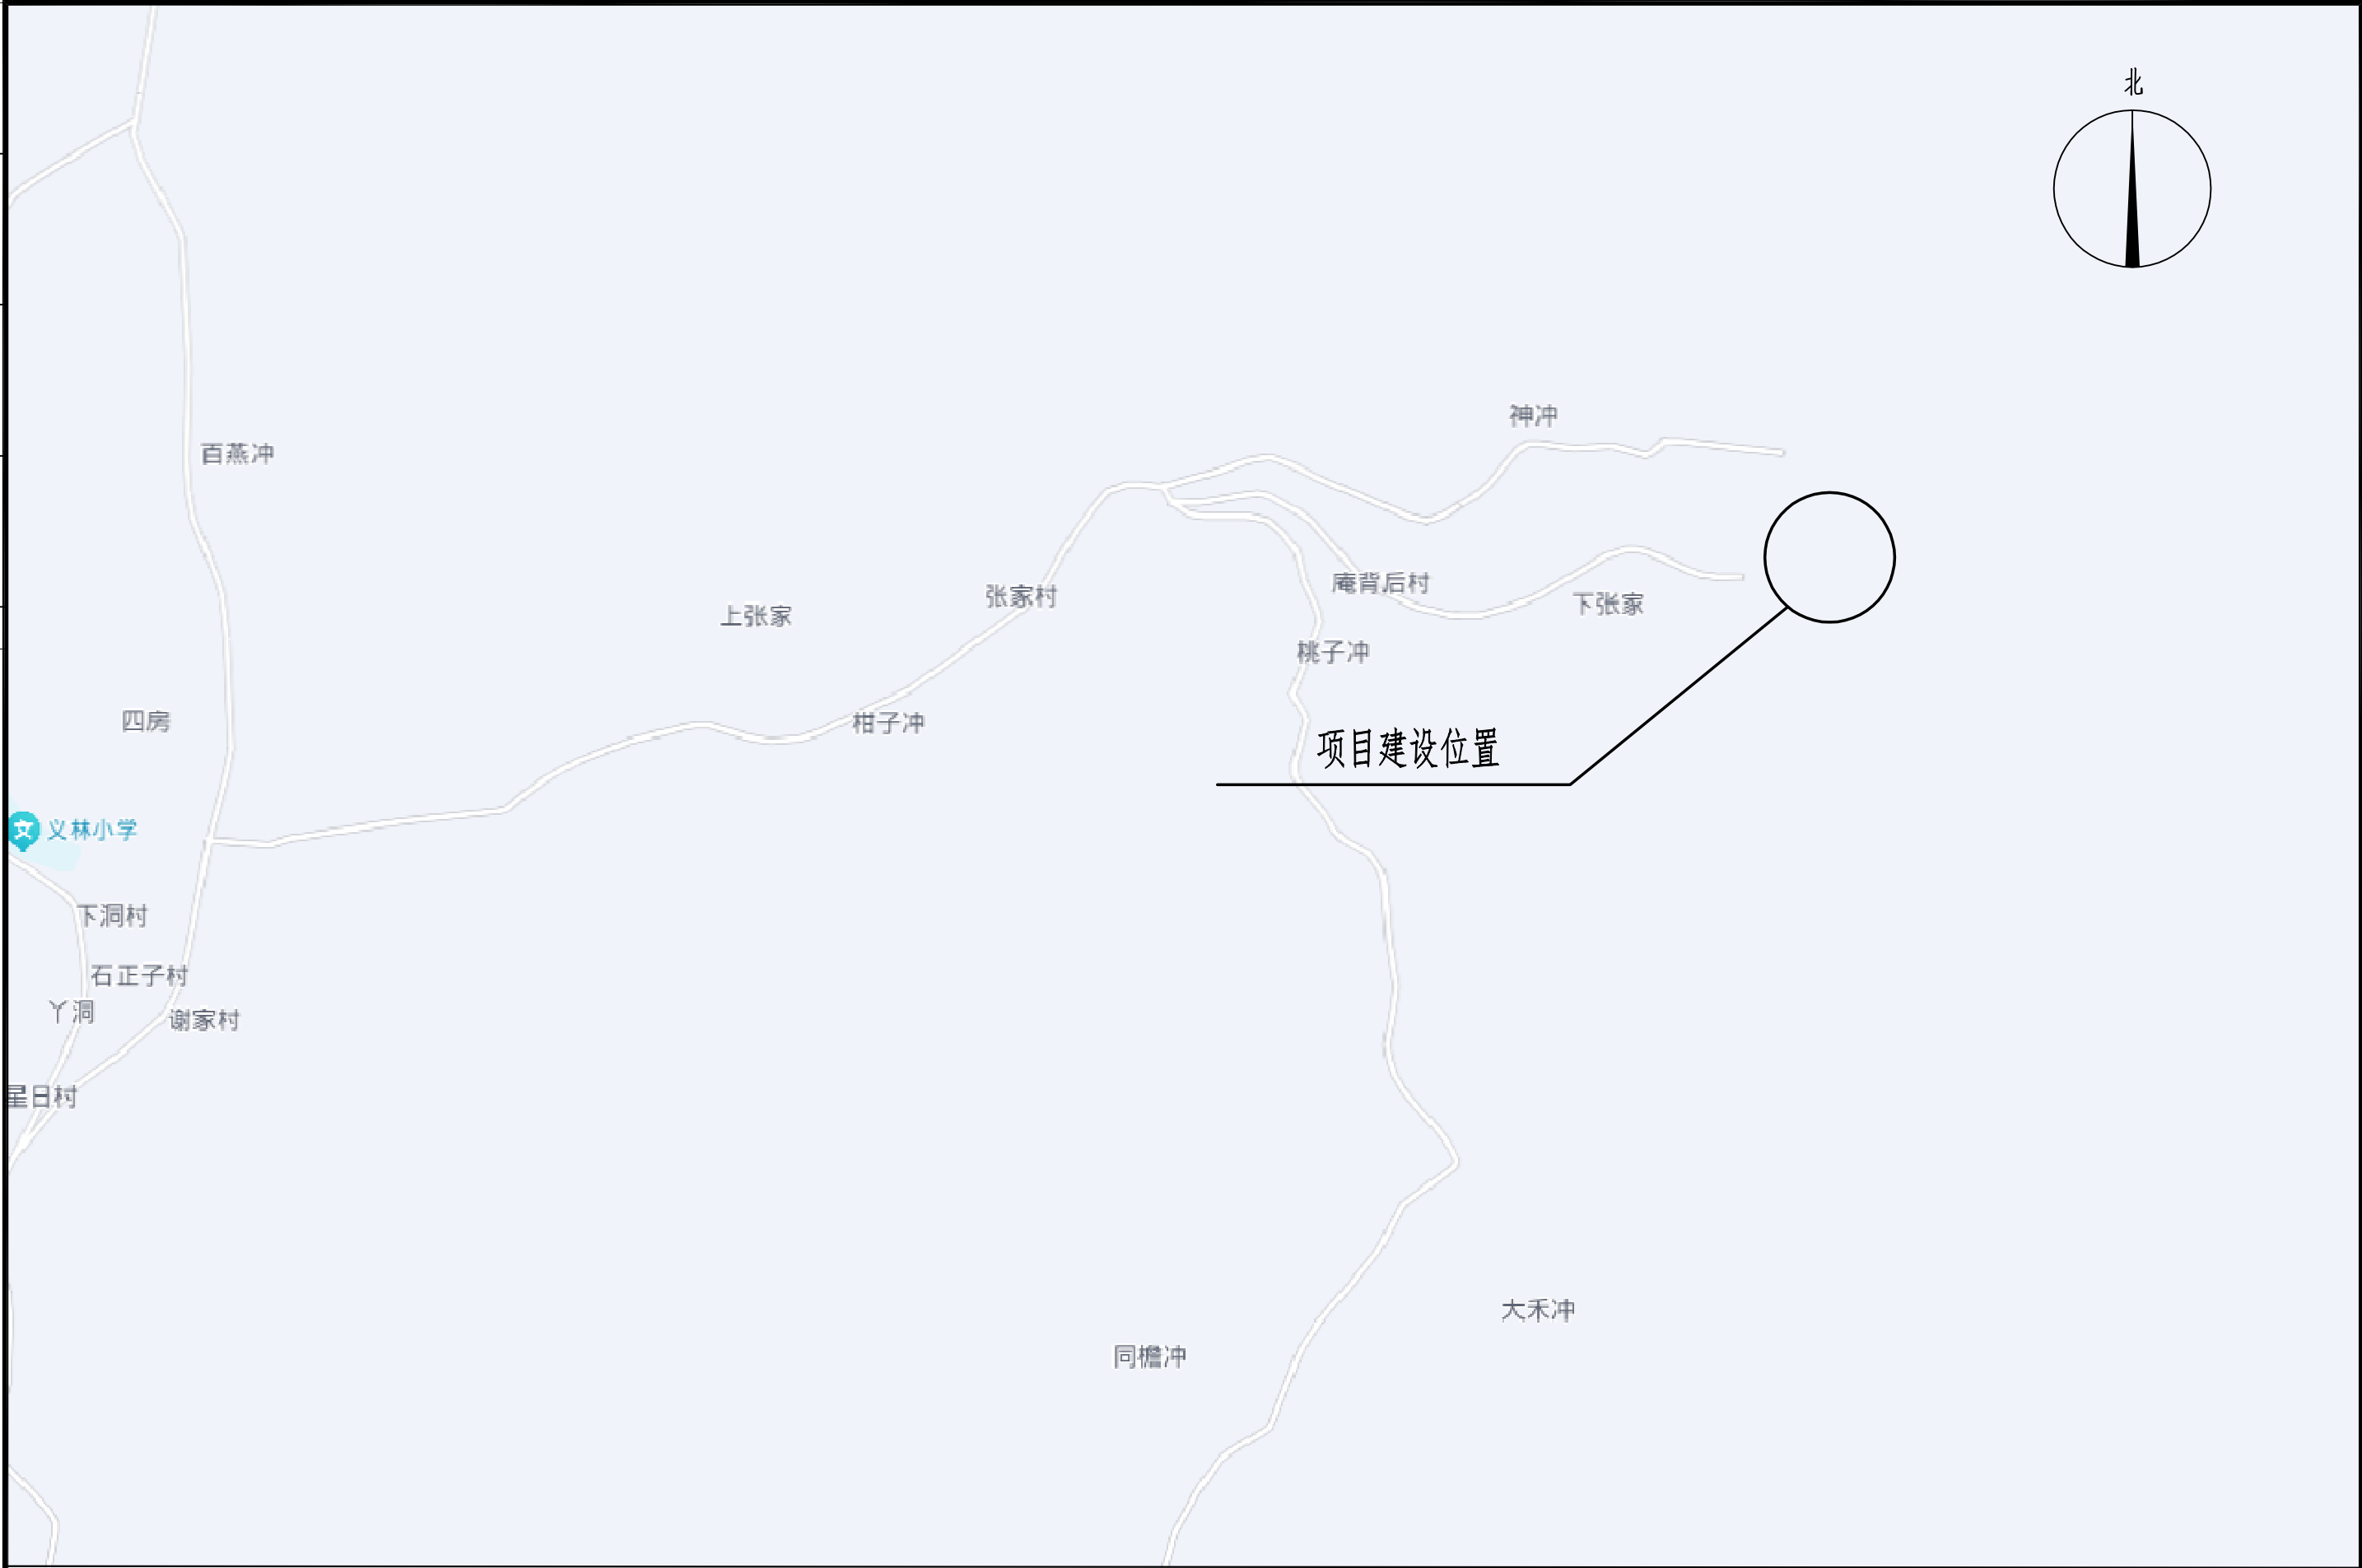 北
神冲
百燕冲
庵背后村
张家村
下张家
上张家
桃子冲
四房
柑子冲
项目建设位置
文 义林小学
下洞村
石正子村
丫洞
谢家村
星日村
大禾冲
同檐冲